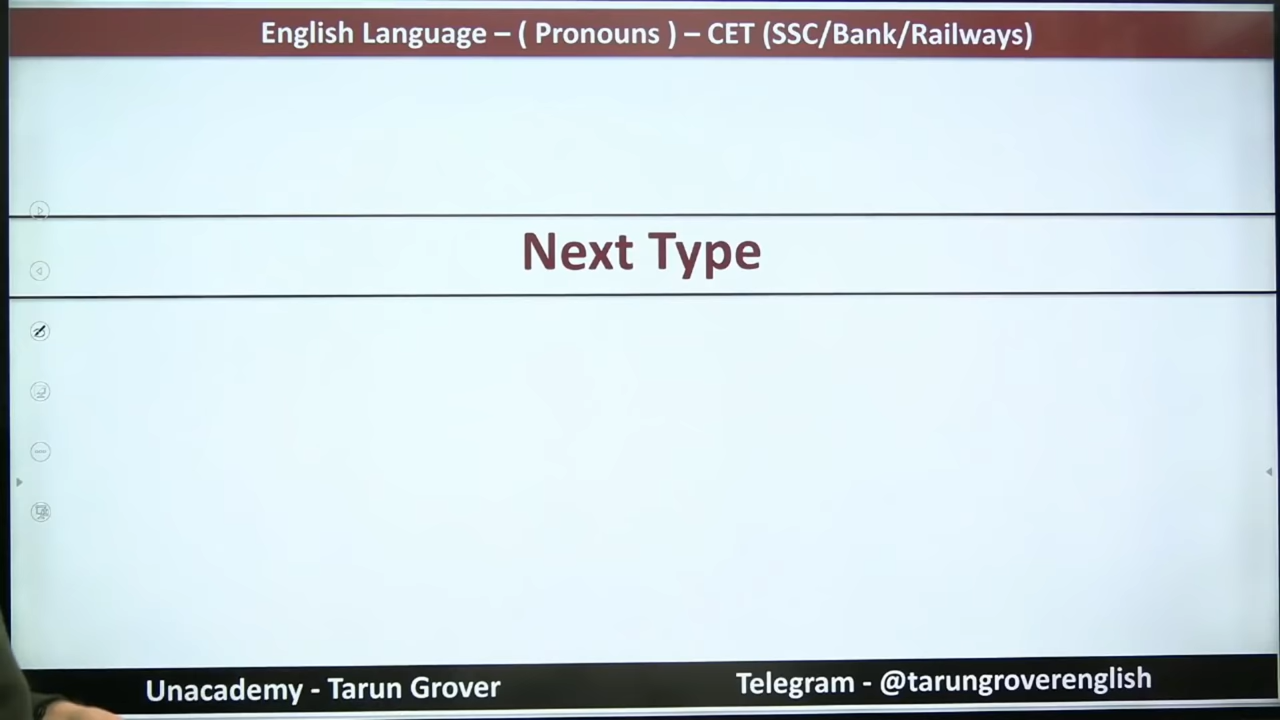 English Language – ( Pronouns ) – CET (SSC/Bank/Railways)
Next Type
Unacademy - Tarun Grover
Telegram - @tarungroverenglish